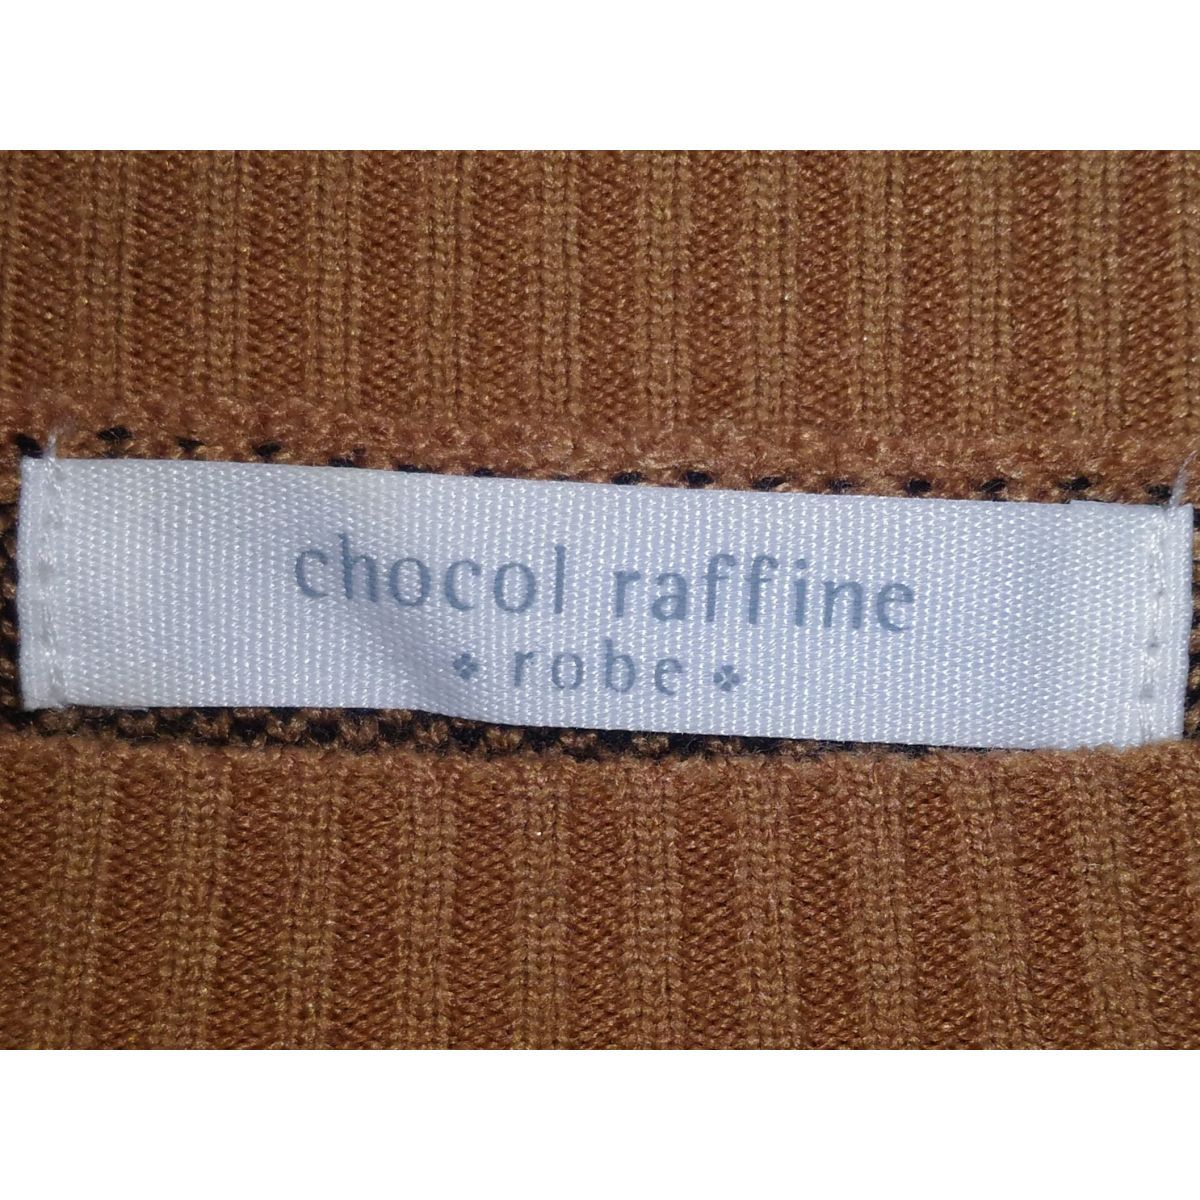 chocol raffine
robe